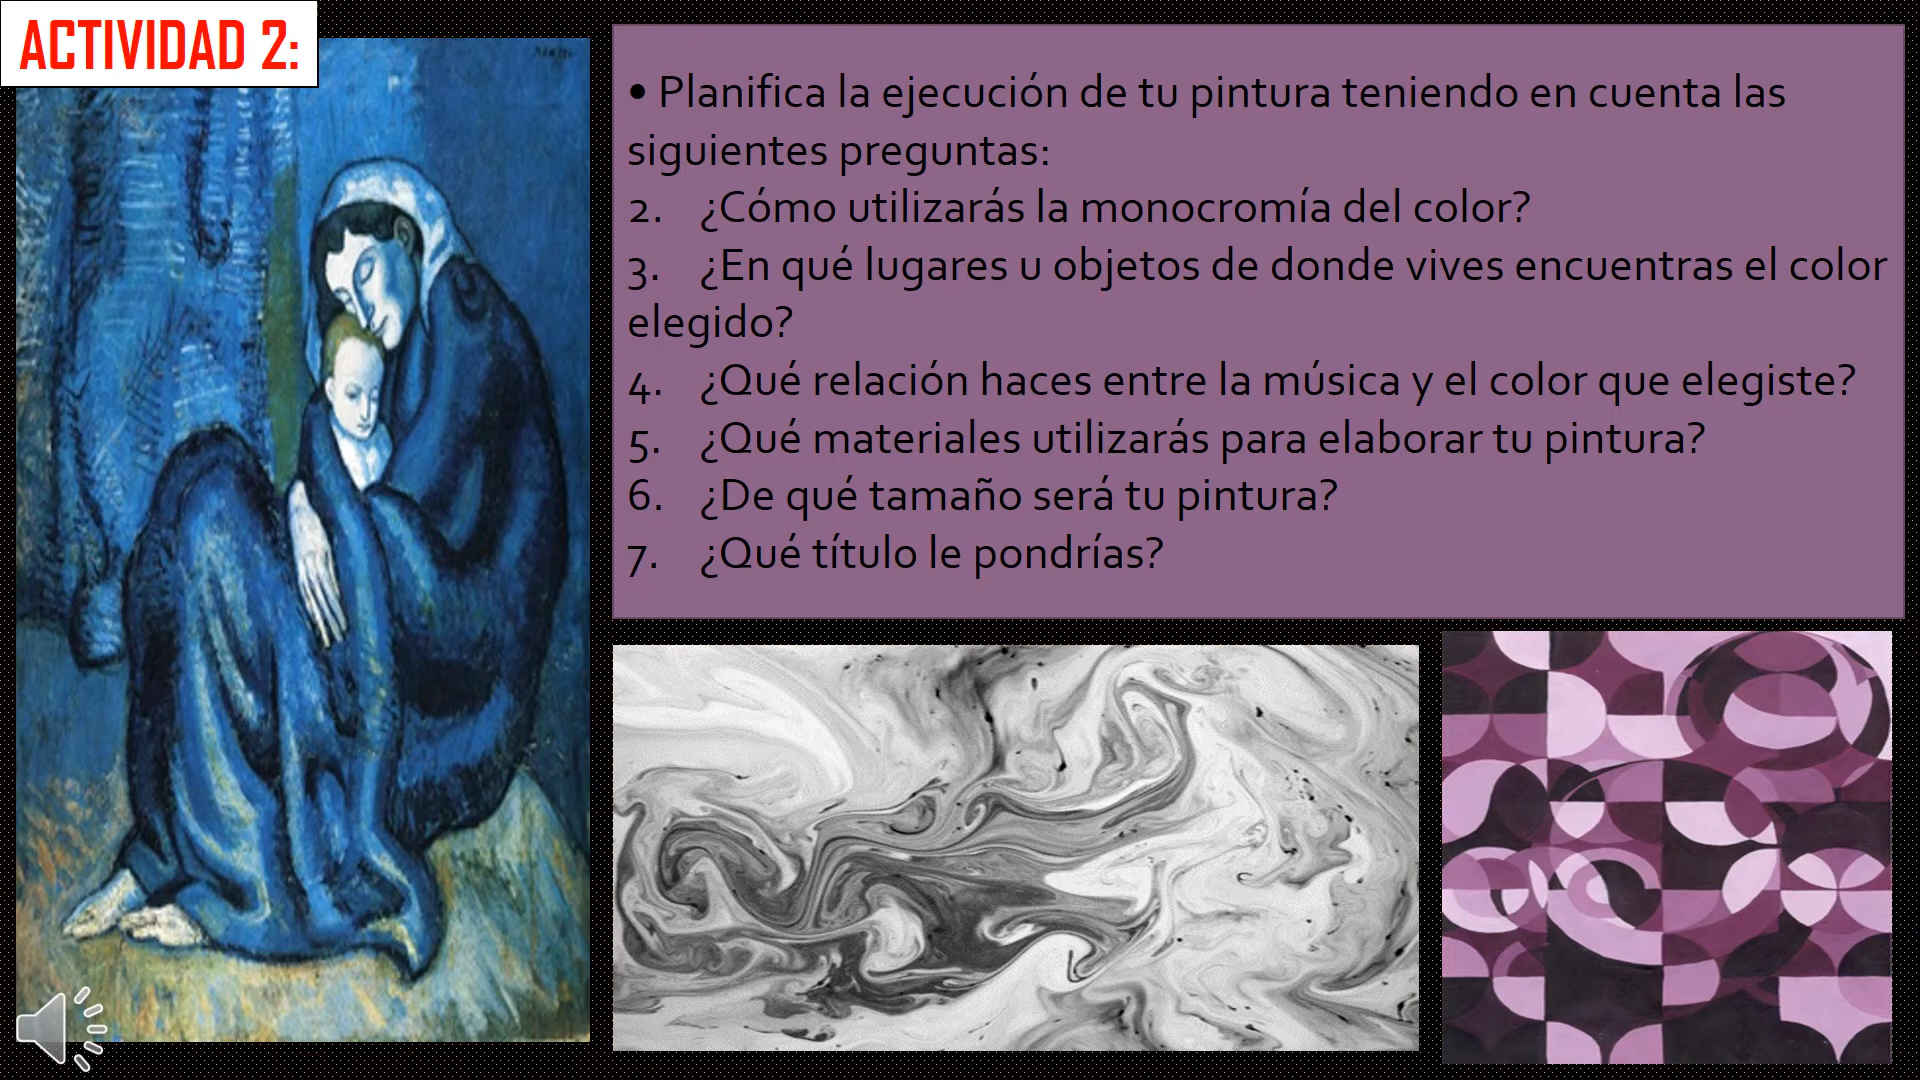 ACTIVIDAD 2:
• Planifica la ejecución de tu pintura teniendo en cuenta las
siguientes preguntas:
2. ¿Cómo utilizarás la monocromía del color?
3. ¿En qué lugares u objetos de donde vives encuentras el color
elegido?
4. ¿Qué relación haces entre la música y el color que elegiste?
5. ¿Qué materiales utilizarás para elaborar tu pintura?
6. ¿De qué tamaño será tu pintura?
7. ¿Qué título le pondrías?